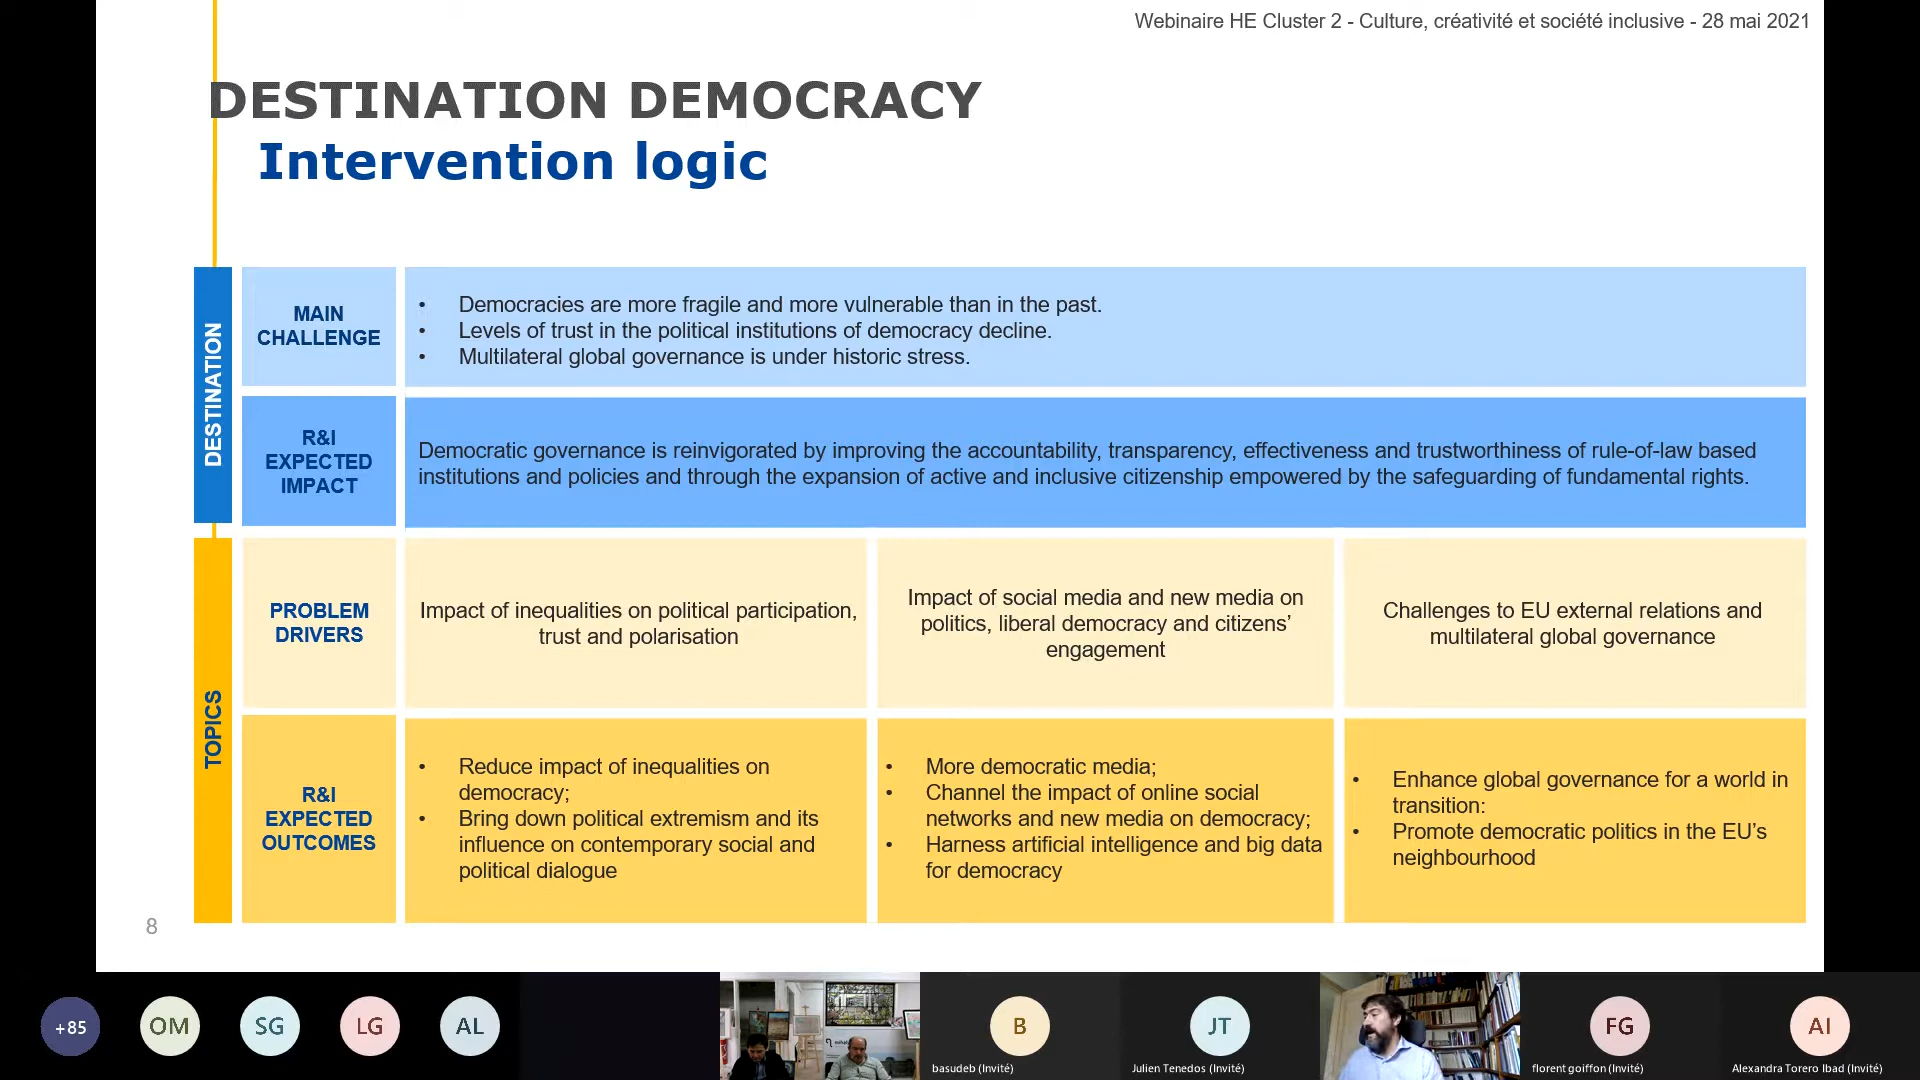 Webinaire HE Cluster 2 - Culture, créativité et société inclusive - 28 mai 2021
DESTINATION DEMOCRACY
Intervention logic
DESTINATION
MAIN
CHALLENGE
• Democracies are more fragile and more vulnerable than in the past.
• Levels of trust in the political institutions of democracy decline.
• Multilateral global governance is under historic stress.
R&I
EXPECTED
IMPACT
Democratic governance is reinvigorated by improving the accountability, transparency, effectiveness and trustworthiness of rule-of-law based
institutions and policies and through the expansion of active and inclusive citizenship empowered by the safeguarding of fundamental rights.
TOPICS
PROBLEM
DRIVERS
Impact of inequalities on political participation,
trust and polarisation
Impact of social media and new media on
politics, liberal democracy and citizens’
engagement
Challenges to EU external relations and
multilateral global governance
R&I
EXPECTED
OUTCOMES
• Reduce impact of inequalities on
democracy;
• Bring down political extremism and its
influence on contemporary social and
political dialogue
• More democratic media;
• Channel the impact of online social
networks and new media on democracy;
• Harness artificial intelligence and big data
for democracy
• Enhance global governance for a world in
transition:
• Promote democratic politics in the EU’s
neighbourhood
8
+85
OM
SG
LG
AL
B
basudeb (Invité)
JT
Julien Tenedos (Invité)
FG
florent goiffon (Invité)
AI
Alexandra Torero Ibad (Invité)